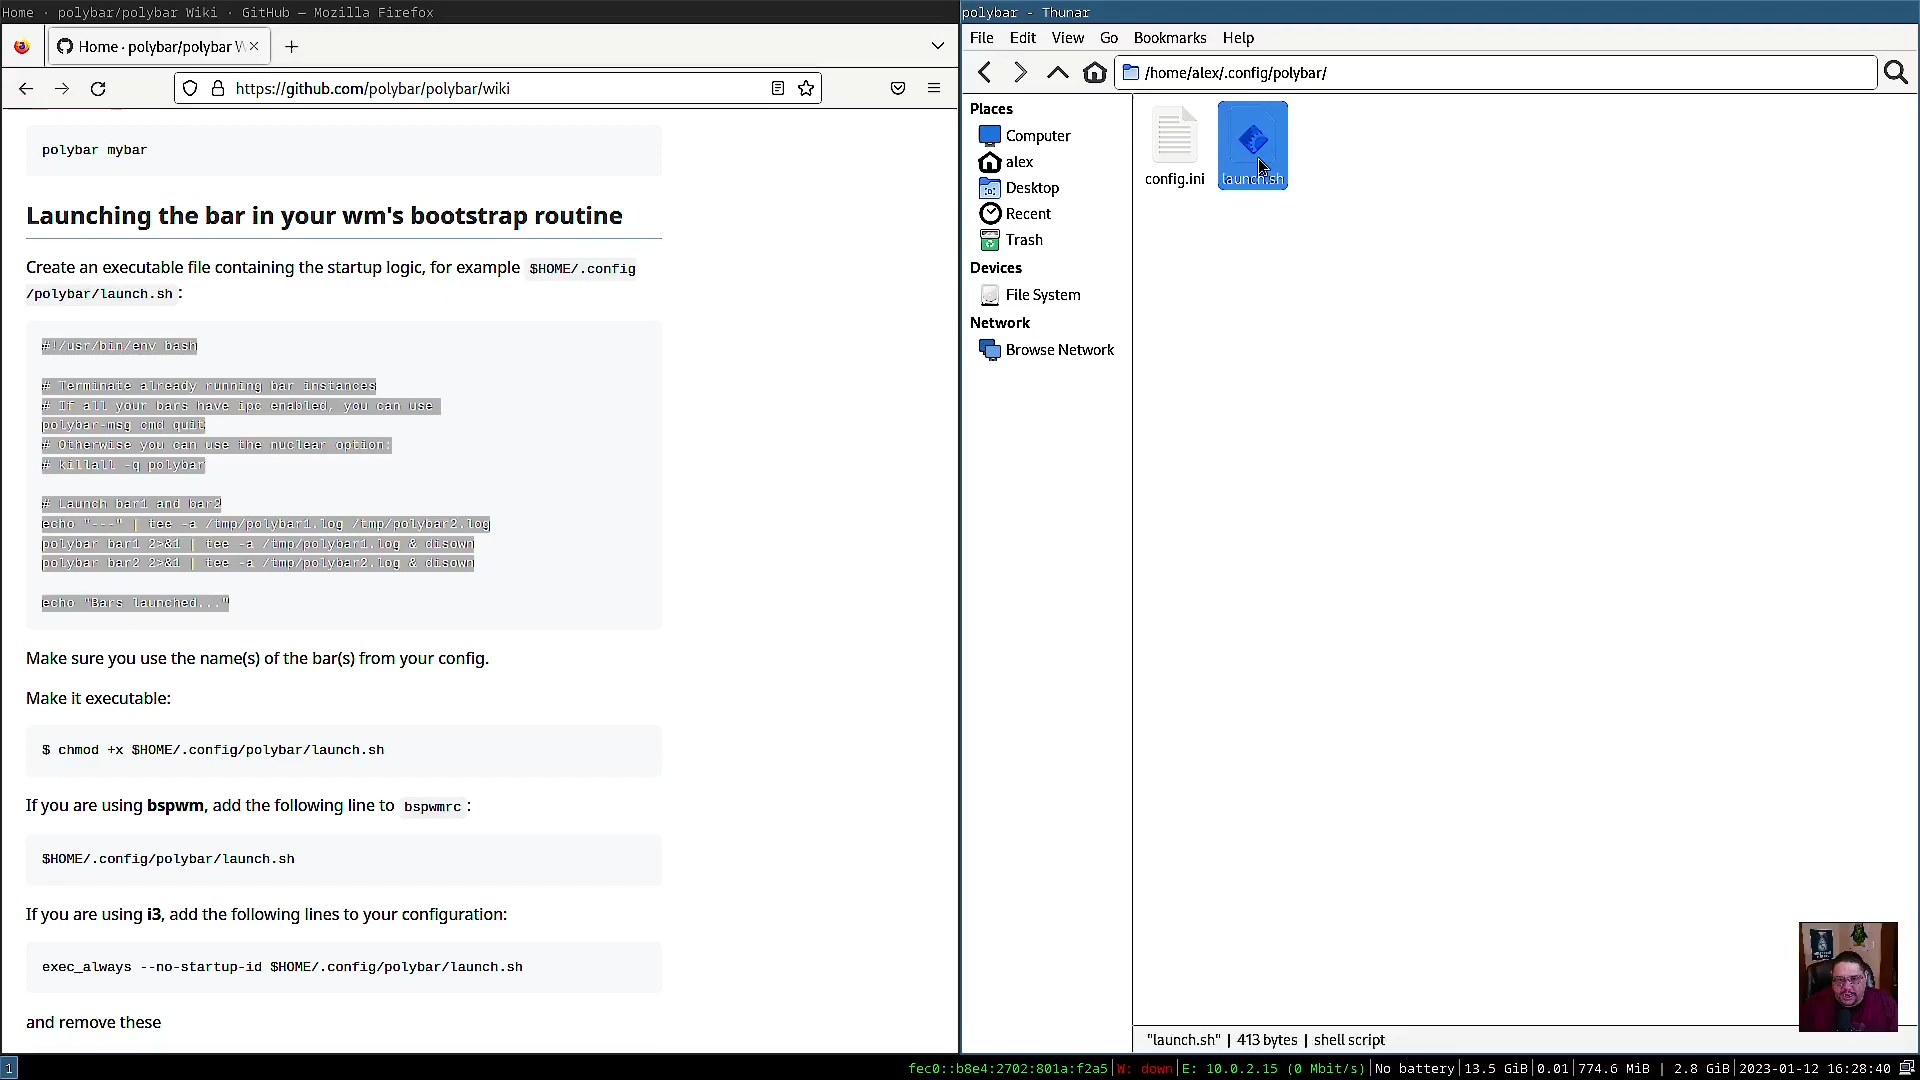 Home · polybar/polybar Wiki · GitHub — Mozilla Firefox
Home · polybar/polybar W
https://github.com/polybar/polybar/wiki
polybar mybar
Launching the bar in your wm's bootstrap routine
Create an executable file containing the startup logic, for example $HOME/.config
/polybar/launch.sh :
#!/usr/bin/env bash
# Terminate already running bar instances
# If all your bars have ipc enabled, you can use
polybar-msg cmd quit
# Otherwise you can use the nuclear option:
# killall -q polybar
# Launch bar1 and bar2
echo "---" | tee -a /tmp/polybar1.log /tmp/polybar2.log
polybar bar1 2>&1 | tee -a /tmp/polybar1.log & disown
polybar bar2 2>&1 | tee -a /tmp/polybar2.log & disown
echo "Bars launched..."
Make sure you use the name(s) of the bar(s) from your config.
Make it executable:
$ chmod +x $HOME/.config/polybar/launch.sh
If you are using bspwm, add the following line to bspwmrc :
$HOME/.config/polybar/launch.sh
If you are using i3, add the following lines to your configuration:
exec_always --no-startup-id $HOME/.config/polybar/launch.sh
and remove these
polybar - Thunar
File Edit View Go Bookmarks Help
/home/alex/.config/polybar/
Places
Computer
alex
Desktop
Recent
Trash
Devices
File System
Network
Browse Network
config.ini
launch.sh
"launch.sh" | 413 bytes | shell script
1
fec0::b8e4:2702:801a:f2a5|W: down|E: 10.0.2.15 (0 Mbit/s)|No battery|13.5 GiB|0.01|774.6 MiB | 2.8 GiB|2023-01-12 16:28:40